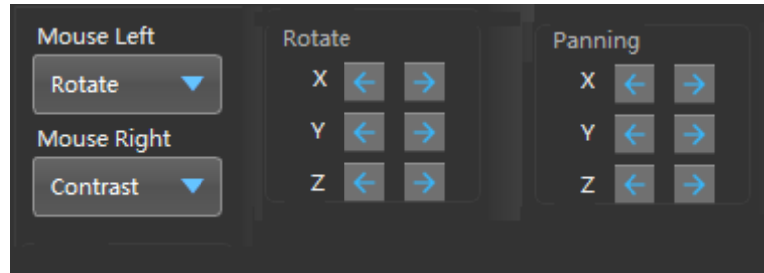 Mouse Left
Rotate
Mouse Right
Contrast
Rotate
X
Y
Z
Panning
X
Y
Z